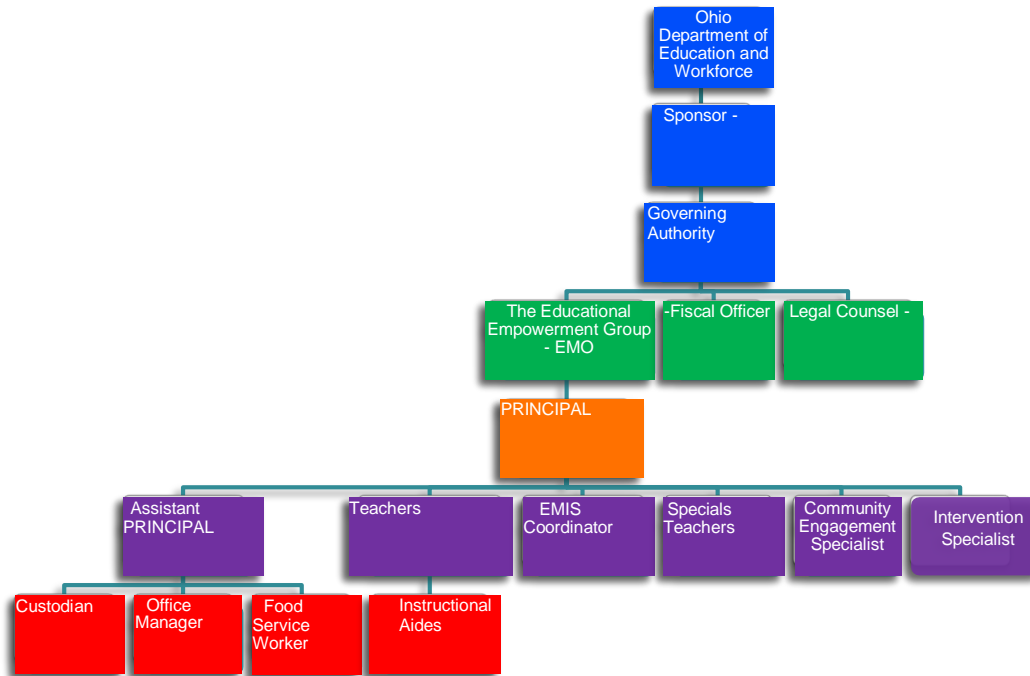 Ohio
Department of
Education and
Workforce
Sponsor -
Governing
Authority
The Educational
Empowerment Group
- EMO
-Fiscal Officer
Legal Counsel -
PRINCIPAL
Assistant
PRINCIPAL
Teachers
EMIS
Coordinator
Specials
Teachers
Community
Engagement
Specialist
Intervention
Specialist
Custodian
Office
Manager
Food
Service
Worker
Instructional
Aides